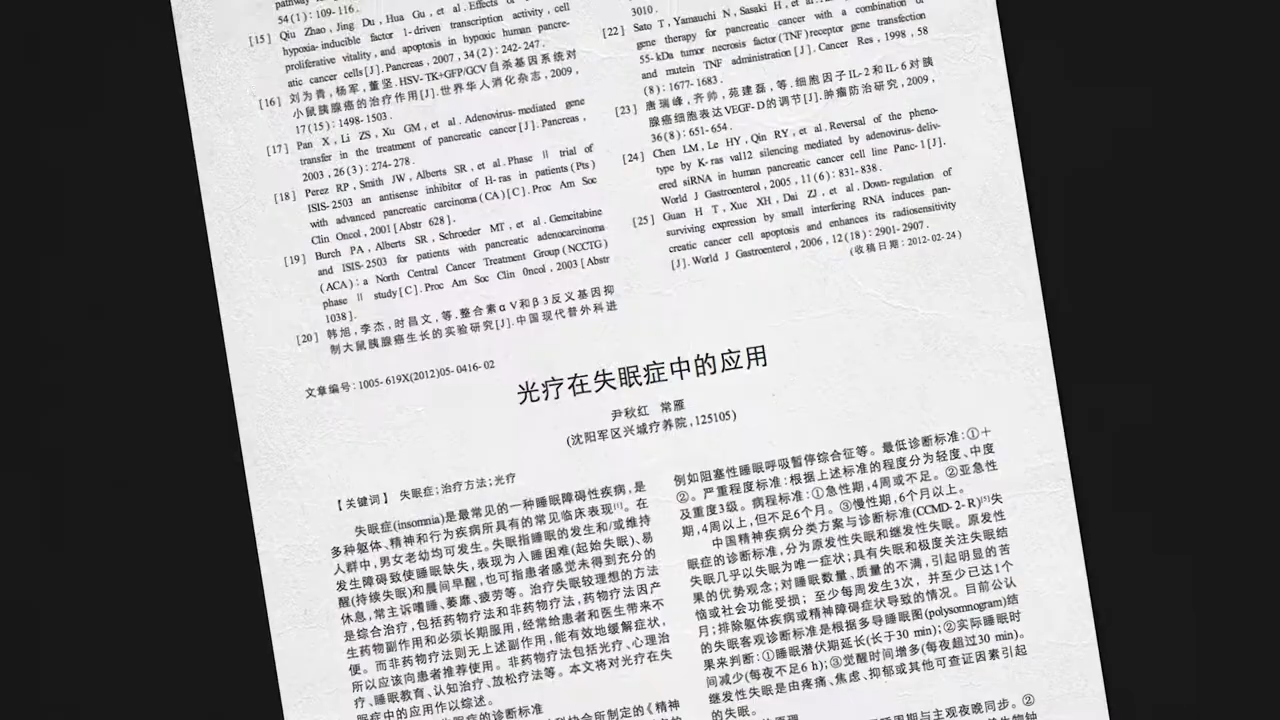 54(1):109-116.
[15] Qiu Zhao, Jing Du, Hua Gu, et al. Effects of
hypoxia-inducible factor 1-driven transcription activity, cell
proliferative vitality, and apoptosis in hypoxic human pancre-
atic cancer cells[J]. Pancreas, 2007, 34(2):242-247.
[16] 刘为青,杨军,董坚.HSV-TK+GFP/GCV自杀基因系统对
小鼠胰腺癌的治疗作用[J].世界华人消化杂志,2009,
17(15):1498-1503.
[17] Pan X, Li ZS, Xu GM, et al. Adenovirus-mediated gene
transfer in the treatment of pancreatic cancer[J]. Pancreas,
2003, 26(3):274-278.
[18] Perez RP, Smith JW, Alberts SR, et al. Phase II trial of
ISIS-2503 an antisense inhibitor of H-ras in patients(Pts)
with advanced pancreatic carcinoma(CA)[C]. Proc Am Soc
Clin Oncol, 2001[Abstr 628].
[19] Burch PA, Alberts SR, Schroeder MT, et al. Gemcitabine
and ISIS-2503 for patients with pancreatic adenocarcinoma
(ACA): a North Central Cancer Treatment Group(NCCTG)
phase II study[C]. Proc Am Soc Clin 0ncol, 2003[Abstr
1038].
[20] 韩旭,李杰,时昌文,等.整合素αV和β3反义基因抑
制大鼠胰腺癌生长的实验研究[J].中国现代普外科进
3010.
[22] Sato T, Yamauchi N, Sasaki H, et
gene therapy for pancreatic cancer with a combination of
55-kDa tumor necrosis factor(TNF)receptor gene transfection
and mutein TNF administration[J]. Cancer Res, 1998, 58
(8):1677-1683.
[23] 唐瑞峰,齐帅,苑建磊,等.细胞因子IL-2和IL-6对胰
腺癌细胞表达VEGF-D的调节[J].肿瘤防治研究,2009,
36(8):651-654.
[24] Chen LM, Le HY, Qin RY, et al. Reversal of the pheno-
type by K-ras val12 silencing mediated by adenovirus-deliv-
ered siRNA in human pancreatic cancer cell line Panc-1[J].
World J Gastroenterol, 2005, 11(6):831-838.
[25] Guan H T, Xue XH, Dai ZJ, et al. Down-regulation of
surviving expression by small interfering RNA induces pan-
creatic cancer cell apoptosis and enhances its radiosensitivity
[J]. World J Gastroenterol, 2006, 12(18):2901-2907.
(收稿日期:2012-02-24)
文章编号:1005-619X(2012)05-0416-02
光疗在失眠症中的应用
尹秋红 常雁
(沈阳军区兴城疗养院,125105)
【关键词】 失眠症;治疗方法;光疗
失眠症(insomnia)是最常见的一种睡眠障碍性疾病,是
多种躯体、精神和行为疾病所具有的常见临床表现[1]。在
人群中,男女老幼均可发生。失眠指睡眠的发生和/或维持
发生障碍致使睡眠缺失,表现为入睡困难(起始失眠)、易
醒(持续失眠)和晨间早醒,也可指患者感觉未得到充分的
休息,常主诉嗜睡、萎靡、疲劳等。治疗失眠较理想的方法
是综合治疗,包括药物疗法和非药物疗法,药物疗法因产
生药物副作用和必须长期服用,经常给患者和医生带来不
便。而非药物疗法则无上述副作用,能有效地缓解症状,
所以应该向患者推荐使用。非药物疗法包括光疗、心理治
疗、睡眠教育、认知治疗、放松疗法等。本文将对光疗在失
眠症中的应用作以综述。
例如阻塞性睡眠呼吸暂停综合征等。最低诊断标准:①+
②。严重程度标准:根据上述标准的程度分为轻度、中度
及重度3级。病程标准:①急性期,4周或不足。②亚急性
期,4周以上,但不足6个月。③慢性期,6个月以上。
中国精神疾病分类方案与诊断标准(CCMD-2-R)[5]失
眠症的诊断标准,分为原发性失眠和继发性失眠。原发性
失眠几乎以失眠为唯一症状;具有失眠和极度关注失眠结
果的优势观念;对睡眠数量、质量的不满,引起明显的苦
恼或社会功能受损;至少每周发生3次,并至少已达1个
月;排除躯体疾病或精神障碍症状导致的情况。目前公认
的失眠客观诊断标准是根据多导睡眠图(polysomnogram)结
果来判断:①睡眠潜伏期延长(长于30 min);②实际睡眠时
间减少(每夜不足6 h);③觉醒时间增多(每夜超过30 min)。
继发性失眠是由疼痛、焦虑、抑郁或其他可查证因素引起
的失眠。